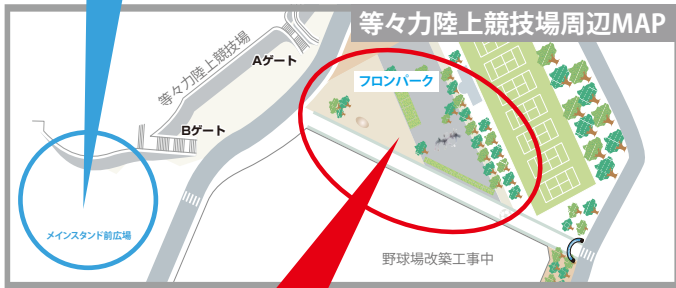 等々力陸上競技場周辺MAP
等々力陸上競技場
Aゲート
フロンパーク
Bゲート
メインスタンド前広場
野球場改築工事中